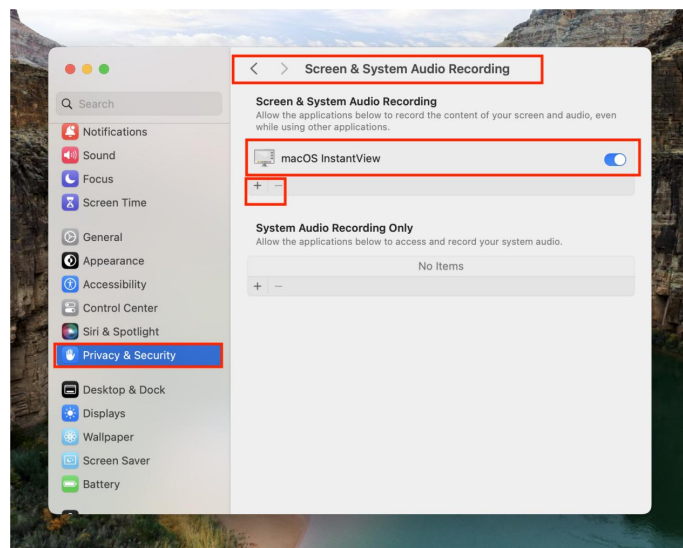 Screen & System Audio Recording
Search
Notifications
Sound
Focus
Screen Time
General
Appearance
Accessibility
Control Center
Siri & Spotlight
Privacy & Security
Desktop & Dock
Displays
Wallpaper
Screen Saver
Battery
Screen & System Audio Recording
Allow the applications below to record the content of your screen and audio, even
while using other applications.
macOS InstantView
+ −
System Audio Recording Only
Allow the applications below to access and record your system audio.
No Items
+ −